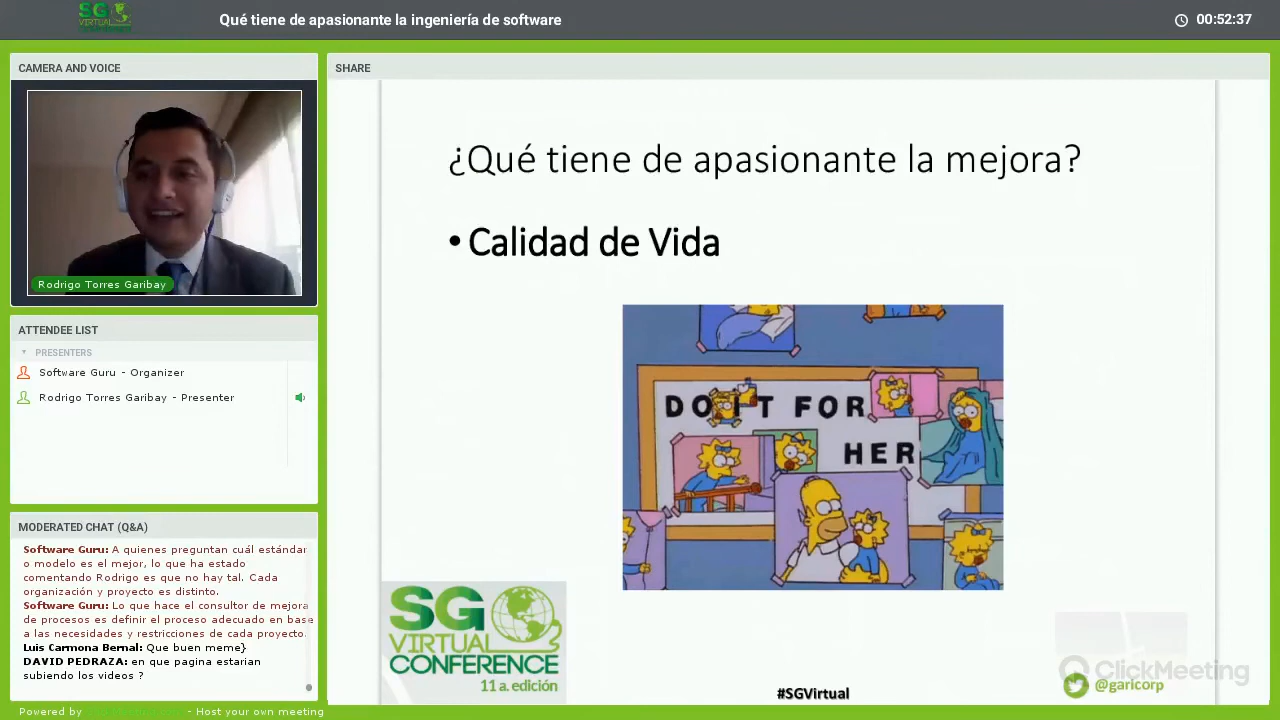 SG
VIRTUAL
CONFERENCE
Qué tiene de apasionante la ingeniería de software
00:52:37
CAMERA AND VOICE
SHARE
Rodrigo Torres Garibay
ATTENDEE LIST
PRESENTERS
Software Guru - Organizer
Rodrigo Torres Garibay - Presenter
MODERATED CHAT (Q&A)
Software Guru: A quienes preguntan cuál estándar
o modelo es el mejor, lo que ha estado
comentando Rodrigo es que no hay tal. Cada
organización y proyecto es distinto.
Software Guru: Lo que hace el consultor de mejora
de procesos es definir el proceso adecuado en base
a las necesidades y restricciones de cada proyecto.
Luis Carmona Bernal: Que buen meme}
DAVID PEDRAZA: en que pagina estarian
subiendo los videos ?
Powered by
- Host your own meeting
¿Qué tiene de apasionante la mejora?
• Calidad de Vida
DO IT FOR
HER
SG
VIRTUAL
CONFERENCE
11a. edición
#SGVirtual
ClickMeeting
@garicorp